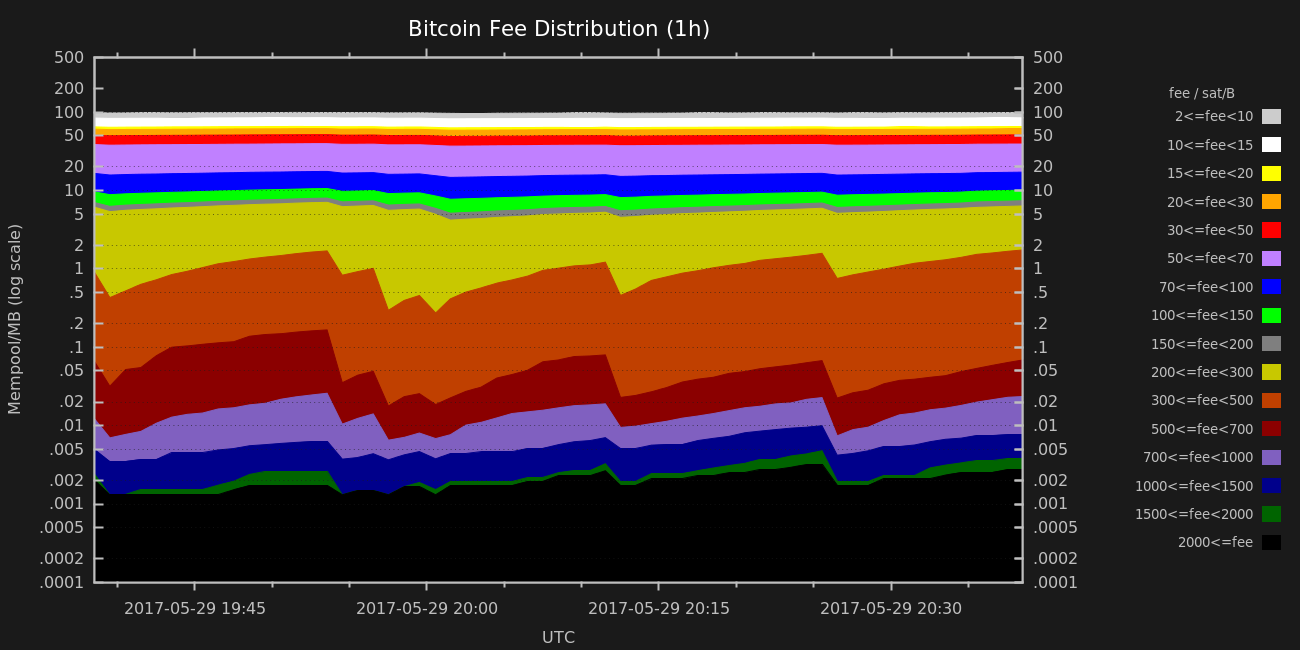 Bitcoin Fee Distribution (1h)
Mempool/MB (log scale)
500
200
100
50
20
10
5
2
1
.5
.2
.1
.05
.02
.01
.005
.002
.001
.0005
.0002
.0001
500
200
100
50
20
10
5
2
1
.5
.2
.1
.05
.02
.01
.005
.002
.001
.0005
.0002
.0001
fee / sat/B
2<=fee<10
10<=fee<15
15<=fee<20
20<=fee<30
30<=fee<50
50<=fee<70
70<=fee<100
100<=fee<150
150<=fee<200
200<=fee<300
300<=fee<500
500<=fee<700
700<=fee<1000
1000<=fee<1500
1500<=fee<2000
2000<=fee
2017-05-29 19:45
2017-05-29 20:00
2017-05-29 20:15
2017-05-29 20:30
UTC